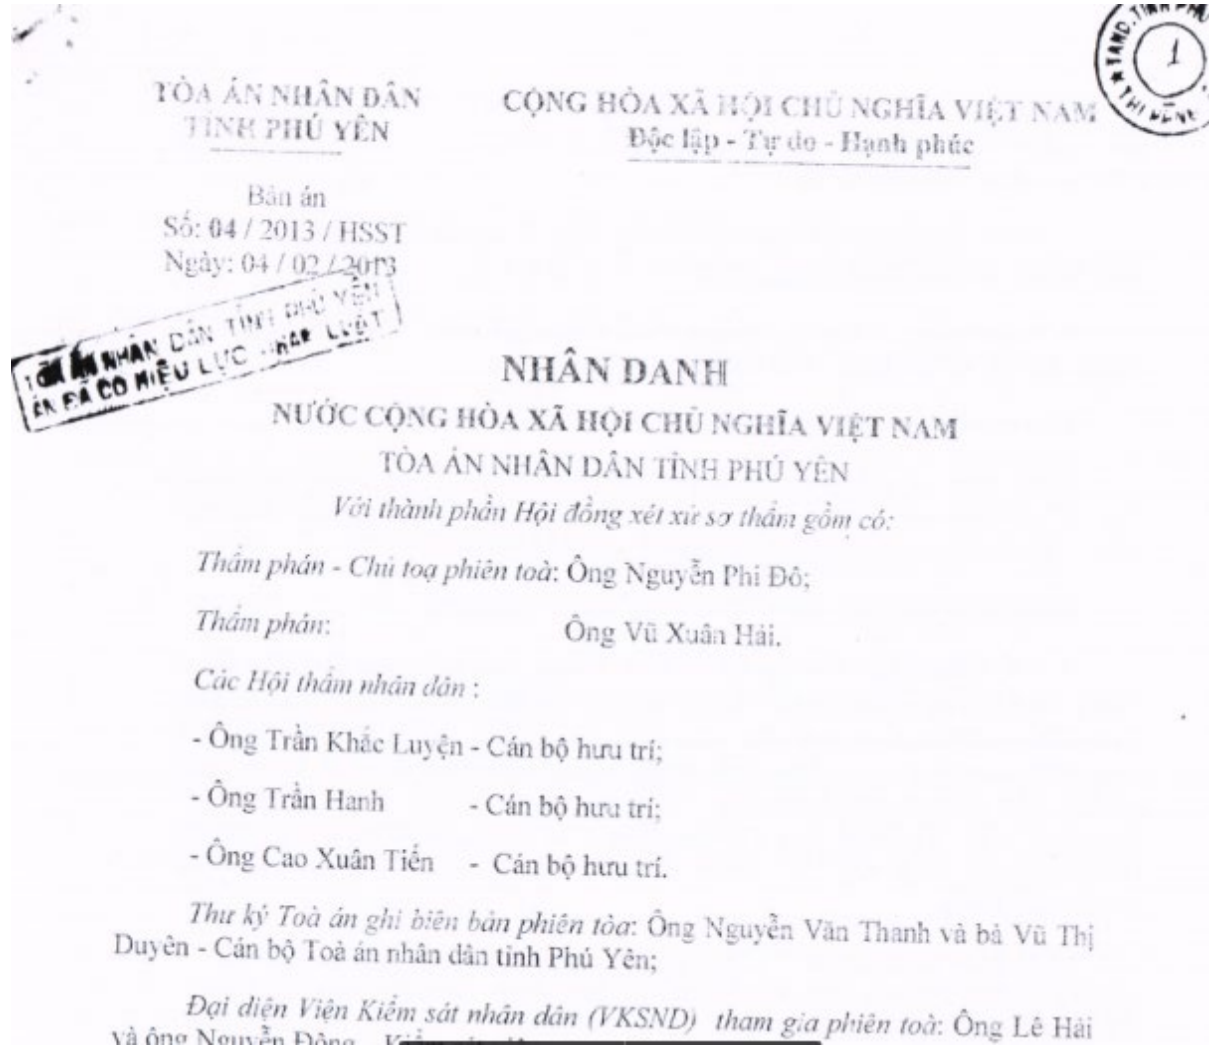 TÒA ÁN NHÂN DÂN
TỈNH PHÚ YÊN
CỘNG HÒA XÃ HỘI CHỦ NGHĨA VIỆT NAM
Độc lập - Tự do - Hạnh phúc
1
Bản án
Số: 04 / 2013 / HSST
Ngày: 04 / 02 / 2013
TÒA ÁN NHÂN DÂN TỈNH PHÚ YÊN
ÁN ĐÃ CÓ HIỆU LỰC PHÁP LUẬT
NHÂN DANH
NƯỚC CỘNG HÒA XÃ HỘI CHỦ NGHĨA VIỆT NAM
TÒA ÁN NHÂN DÂN TỈNH PHÚ YÊN
Với thành phần Hội đồng xét xử sơ thẩm gồm có:
Thẩm phán - Chủ toạ phiên toà: Ông Nguyễn Phi Đô;
Thẩm phán: Ông Vũ Xuân Hải.
Các Hội thẩm nhân dân :
- Ông Trần Khắc Luyện - Cán bộ hưu trí;
- Ông Trần Hanh - Cán bộ hưu trí;
- Ông Cao Xuân Tiến - Cán bộ hưu trí.
Thư ký Toà án ghi biên bản phiên tòa: Ông Nguyễn Văn Thanh và bà Vũ Thị
Duyên - Cán bộ Toà án nhân dân tỉnh Phú Yên;
Đại diện Viện Kiểm sát nhân dân (VKSND) tham gia phiên toà: Ông Lê Hải
và ông Nguyễn Đông